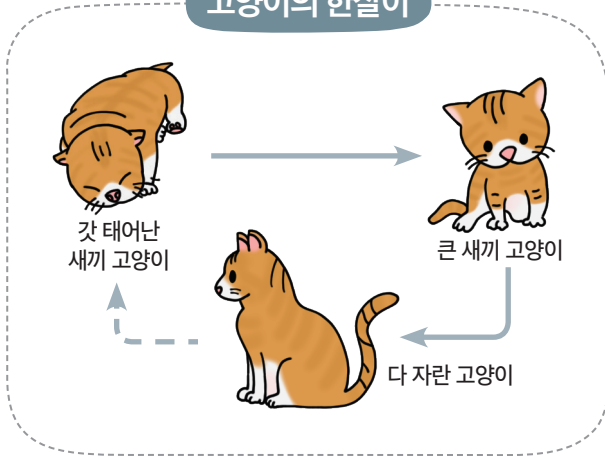 고양이의 한살이
갓 태어난
새끼 고양이
큰 새끼 고양이
다 자란 고양이